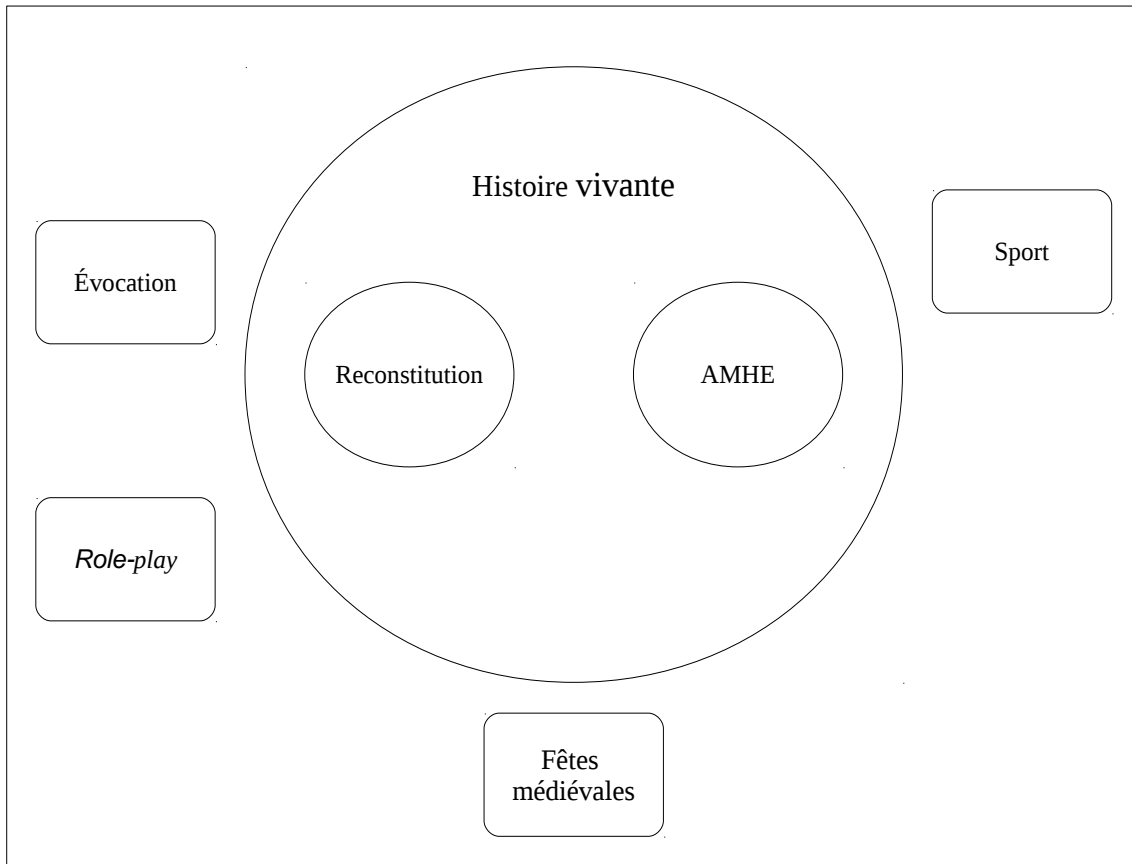 Histoire vivante
Évocation
Sport
Reconstitution
AMHE
Role-play
Fêtes
médiévales